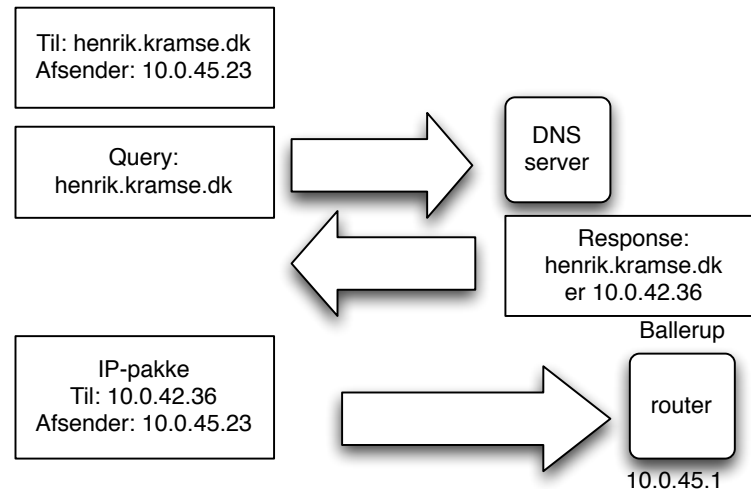 Til: henrik.kramse.dk
Afsender: 10.0.45.23
Query:
henrik.kramse.dk
DNS
server
Response:
henrik.kramse.dk
er 10.0.42.36
Ballerup
IP-pakke
Til: 10.0.42.36
Afsender: 10.0.45.23
router
10.0.45.1